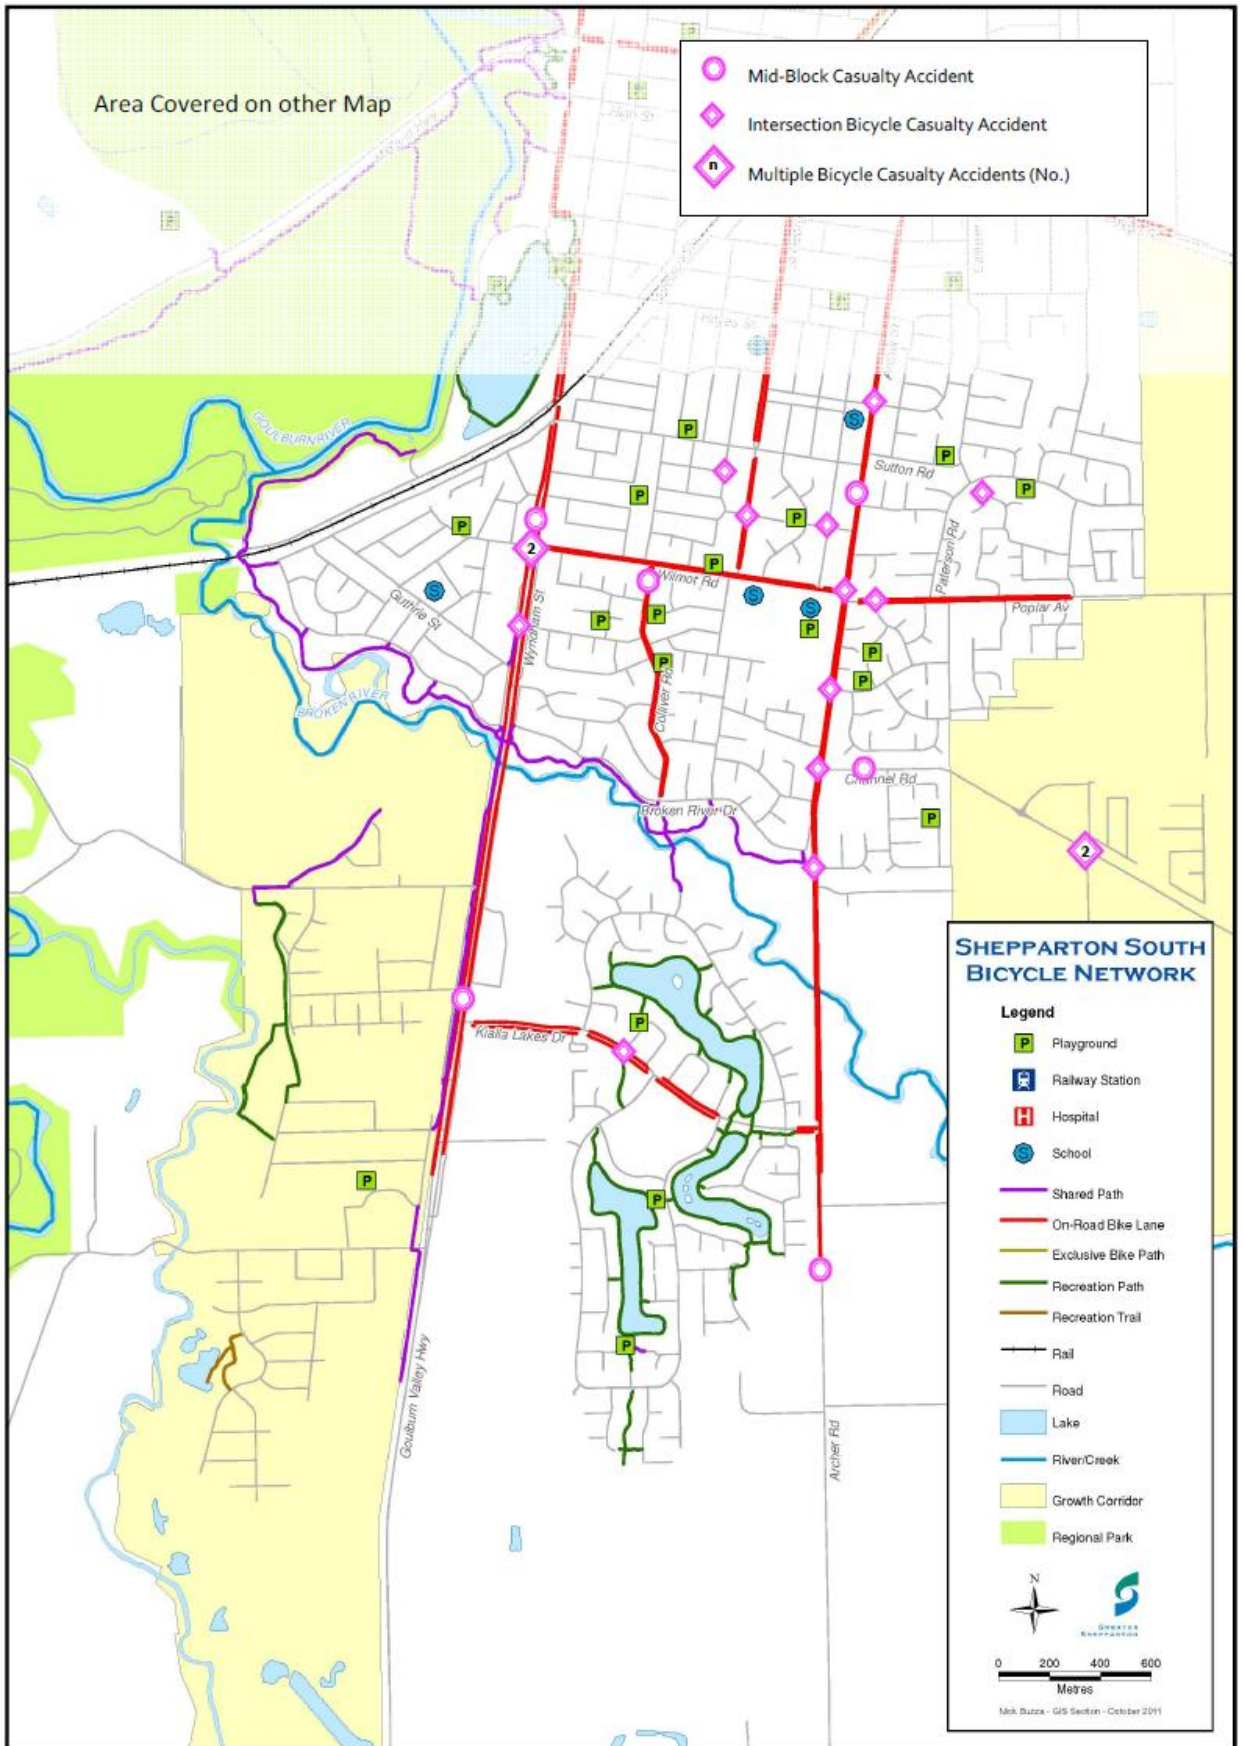 Area Covered on other Map
Mid-Block Casualty Accident
Intersection Bicycle Casualty Accident
n
Multiple Bicycle Casualty Accidents (No.)
Hayes St
GOULBURN RIVER
P
S
P
Sutton Rd
P
P
P
P
P
2
P
Wilmot Rd
Paterson Rd
S
Guthrie St
S
S
Poplar Av
Wyndham St
P
P
P
P
P
P
Colliver Rd
BROKEN RIVER
Channel Rd
Broken River Dr
P
2
SHEPPARTON SOUTH
BICYCLE NETWORK
Legend
P Playground
Railway Station
H Hospital
S School
Shared Path
On-Road Bike Lane
Exclusive Bike Path
Recreation Path
Recreation Trail
Rail
Road
Lake
River/Creek
Growth Corridor
Regional Park
P
Kialla Lakes Dr
P
P
P
Goulburn Valley Hwy
Archer Rd
N
GREATER
SHEPPARTON
0 200 400 600
Metres
Nick Buzza - GIS Section - October 2011